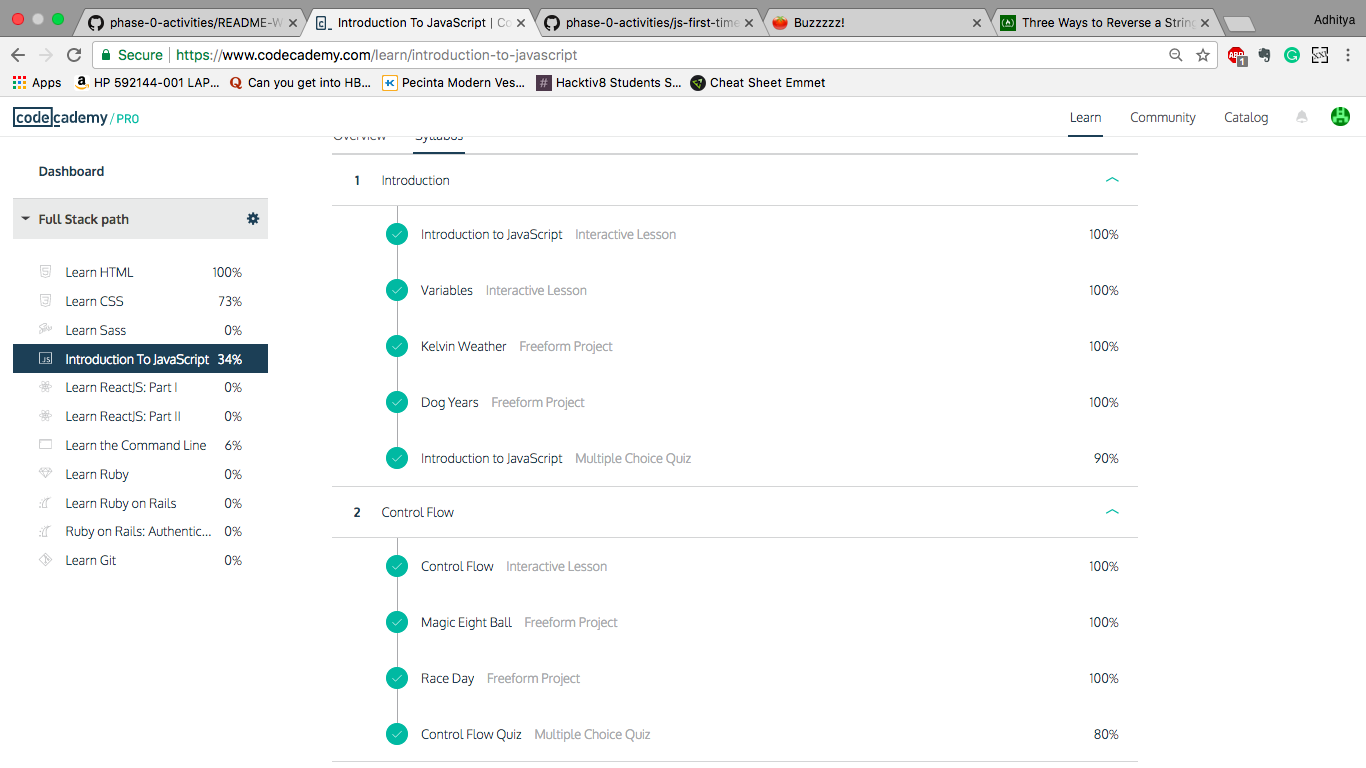 phase-0-activities/README-W
Introduction To JavaScript | Co
phase-0-activities/js-first-time
Buzzzzz!
Three Ways to Reverse a String
Adhitya
Secure https://www.codecademy.com/learn/introduction-to-javascript
1
Apps HP 592144-001 LAP... Can you get into HB... Pecinta Modern Ves... Hacktiv8 Students S... Cheat Sheet Emmet
codecademy /PRO
Learn Community Catalog
Overview Syllabus
Dashboard
Full Stack path
Learn HTML 100%
Learn CSS 73%
Learn Sass 0%
Introduction To JavaScript 34%
Learn ReactJS: Part I 0%
Learn ReactJS: Part II 0%
Learn the Command Line 6%
Learn Ruby 0%
Learn Ruby on Rails 0%
Ruby on Rails: Authentic... 0%
Learn Git 0%
1 Introduction
Introduction to JavaScript Interactive Lesson 100%
Variables Interactive Lesson 100%
Kelvin Weather Freeform Project 100%
Dog Years Freeform Project 100%
Introduction to JavaScript Multiple Choice Quiz 90%
2 Control Flow
Control Flow Interactive Lesson 100%
Magic Eight Ball Freeform Project 100%
Race Day Freeform Project 100%
Control Flow Quiz Multiple Choice Quiz 80%